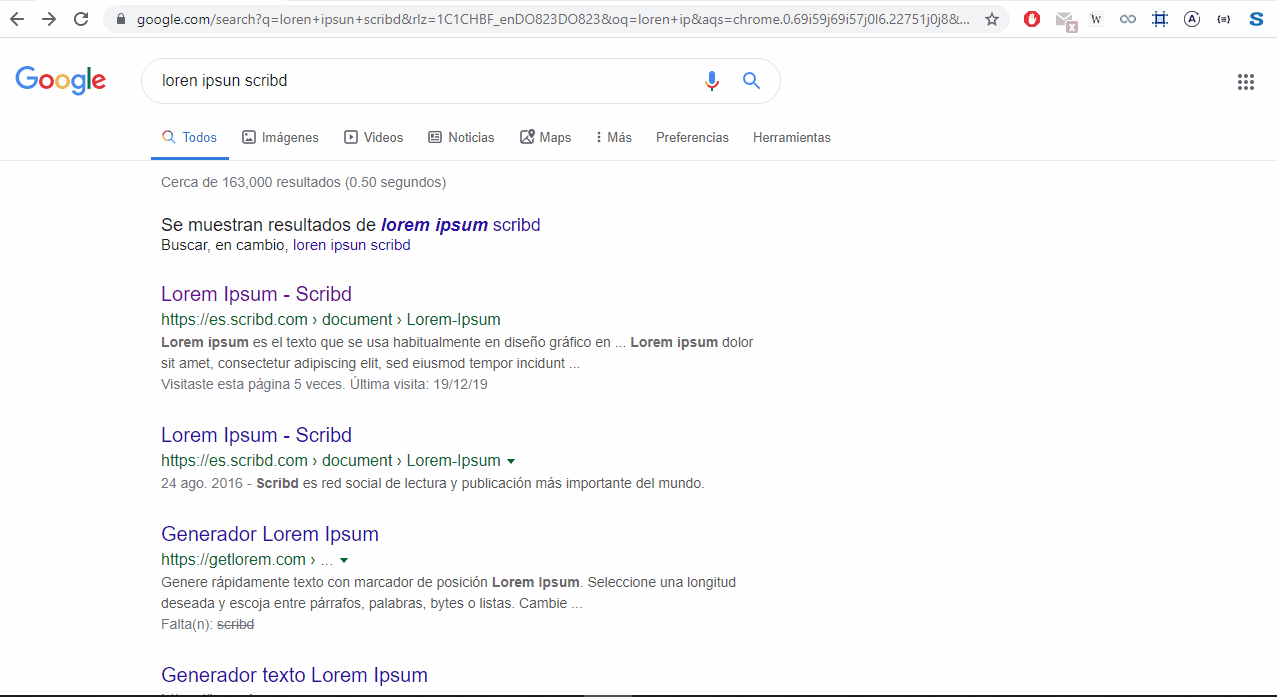 google.com/search?q=loren+ipsun+scribd&rlz=1C1CHBF_enDO823DO823&oq=loren+ip&aqs=chrome.0.69i59j69i57j0l6.22751j0j8&...
Google
loren ipsun scribd
Todos Imágenes Videos Noticias Maps Más Preferencias Herramientas
Cerca de 163,000 resultados (0.50 segundos)
Se muestran resultados de lorem ipsum scribd
Buscar, en cambio, loren ipsun scribd
Lorem Ipsum - Scribd
https://es.scribd.com › document › Lorem-Ipsum
Lorem ipsum es el texto que se usa habitualmente en diseño gráfico en ... Lorem ipsum dolor
sit amet, consectetur adipiscing elit, sed eiusmod tempor incidunt ...
Visitaste esta página 5 veces. Última visita: 19/12/19
Lorem Ipsum - Scribd
https://es.scribd.com › document › Lorem-Ipsum
24 ago. 2016 - Scribd es red social de lectura y publicación más importante del mundo.
Generador Lorem Ipsum
https://getlorem.com › ...
Genere rápidamente texto con marcador de posición Lorem Ipsum. Seleccione una longitud
deseada y escoja entre párrafos, palabras, bytes o listas. Cambie ...
Falta(n): scribd
Generador texto Lorem Ipsum